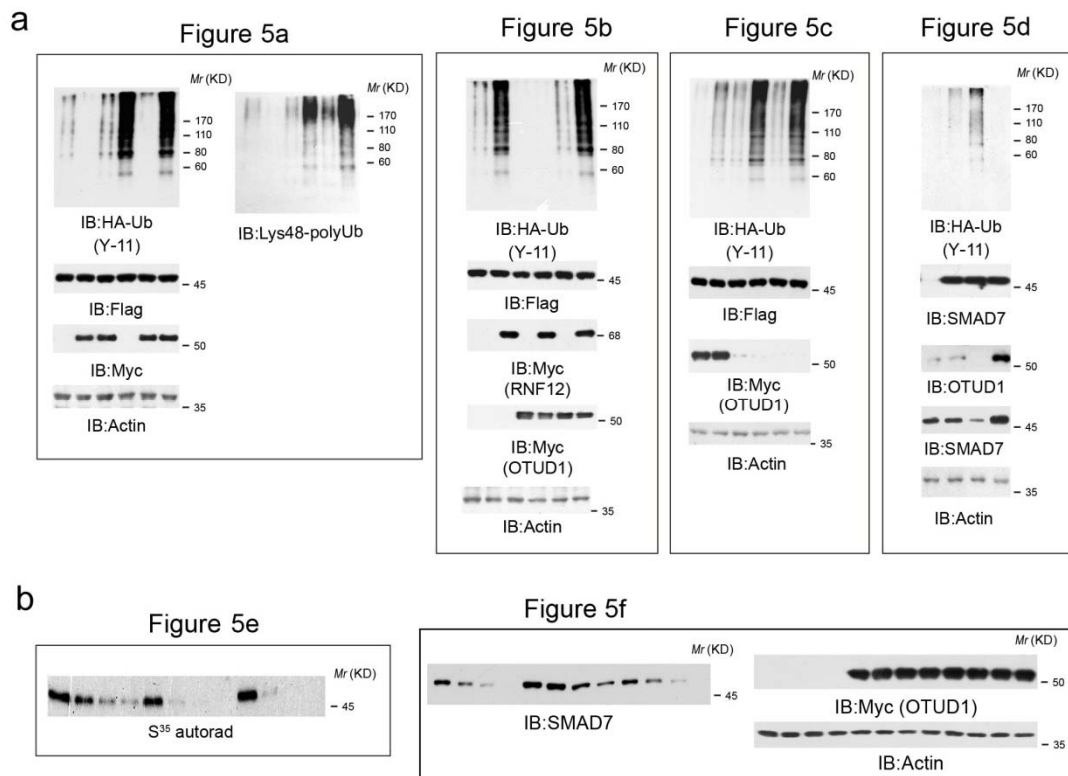 a
Figure 5a
Mr (KD)
170
110
80
60
IB:HA-Ub
(Y-11)
Mr (KD)
170
110
80
60
IB:Lys48-polyUb
45
IB:Flag
50
IB:Myc
35
IB:Actin
Figure 5b
Mr (KD)
170
110
80
60
IB:HA-Ub
(Y-11)
45
IB:Flag
68
IB:Myc
(RNF12)
50
IB:Myc
(OTUD1)
35
IB:Actin
Figure 5c
Mr (KD)
170
110
80
60
IB:HA-Ub
(Y-11)
45
IB:Flag
50
IB:Myc
(OTUD1)
35
IB:Actin
Figure 5d
Mr (KD)
170
110
80
60
IB:HA-Ub
(Y-11)
45
IB:SMAD7
50
IB:OTUD1
45
IB:SMAD7
35
IB:Actin
b
Figure 5e
Mr (KD)
45
S³⁵ autorad
Figure 5f
Mr (KD)
45
IB:SMAD7
Mr (KD)
50
IB:Myc (OTUD1)
35
IB:Actin